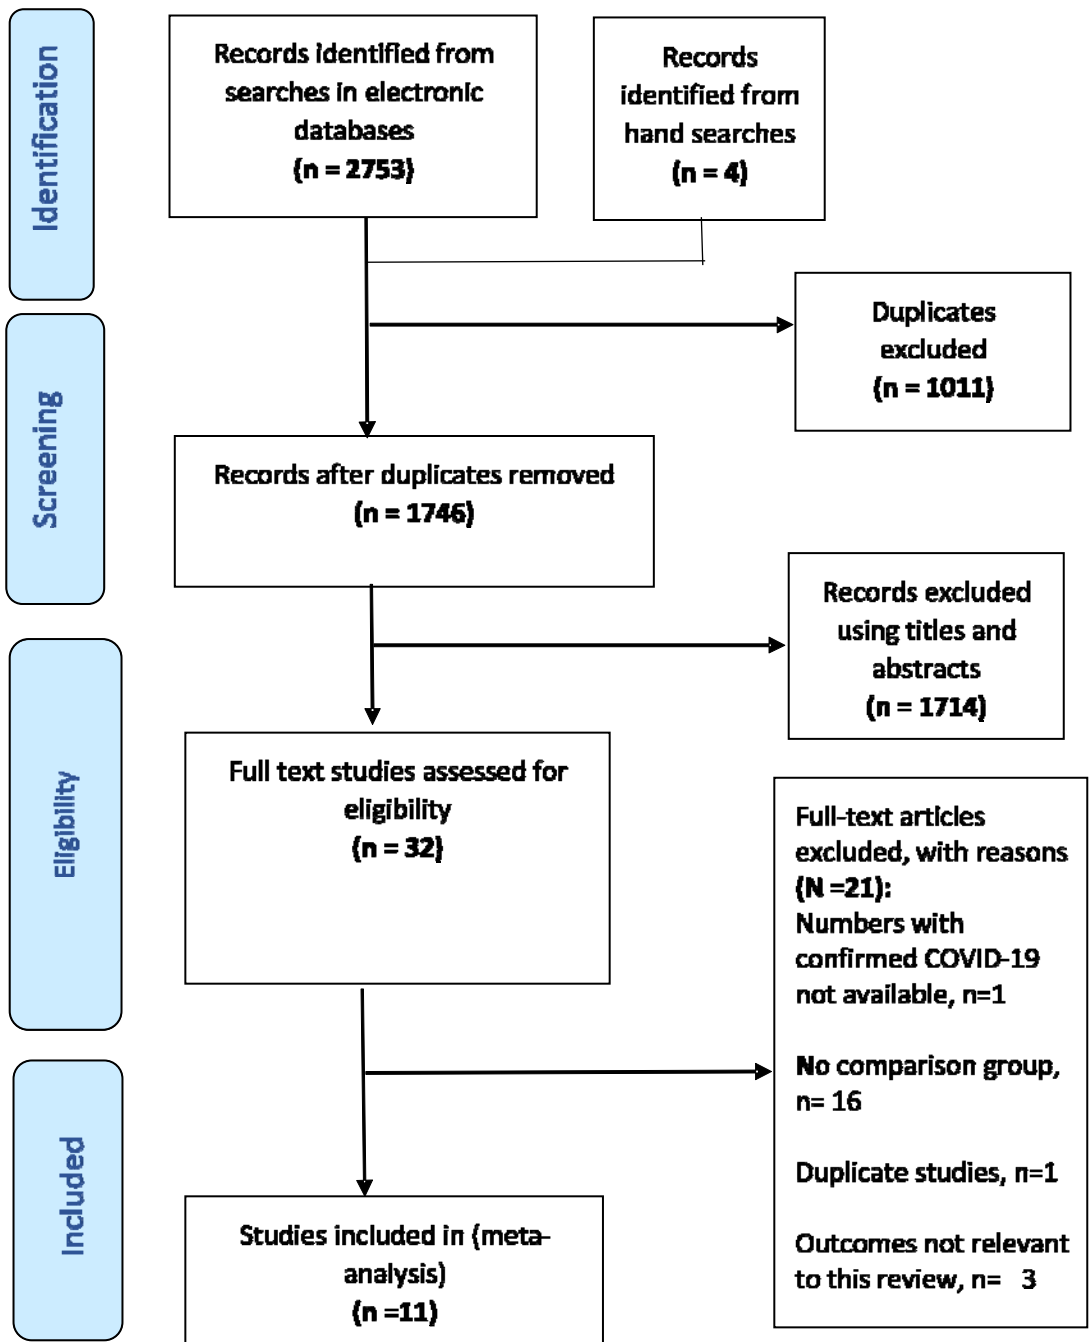 Identification
Records identified from
searches in electronic
databases
(n = 2753)
Records
identified from
hand searches
(n = 4)
Duplicates
excluded
(n = 1011)
Screening
Records after duplicates removed
(n = 1746)
Records excluded
using titles and
abstracts
(n = 1714)
Eligibility
Full text studies assessed for
eligibility
(n = 32)
Full-text articles
excluded, with reasons
(N =21):
Numbers with
confirmed COVID-19
not available, n=1
No comparison group,
n= 16
Duplicate studies, n=1
Outcomes not relevant
to this review, n= 3
Included
Studies included in (meta-
analysis)
(n =11)